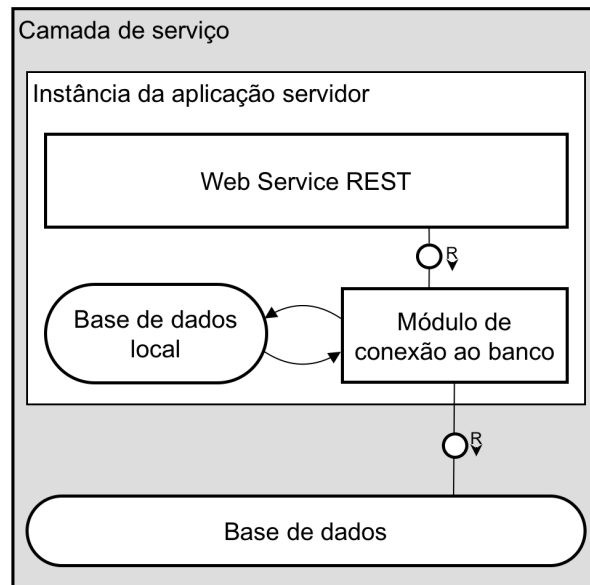 Camada de serviço
Instância da aplicação servidor
Web Service REST
R
Base de dados
local
Módulo de
conexão ao banco
R
Base de dados